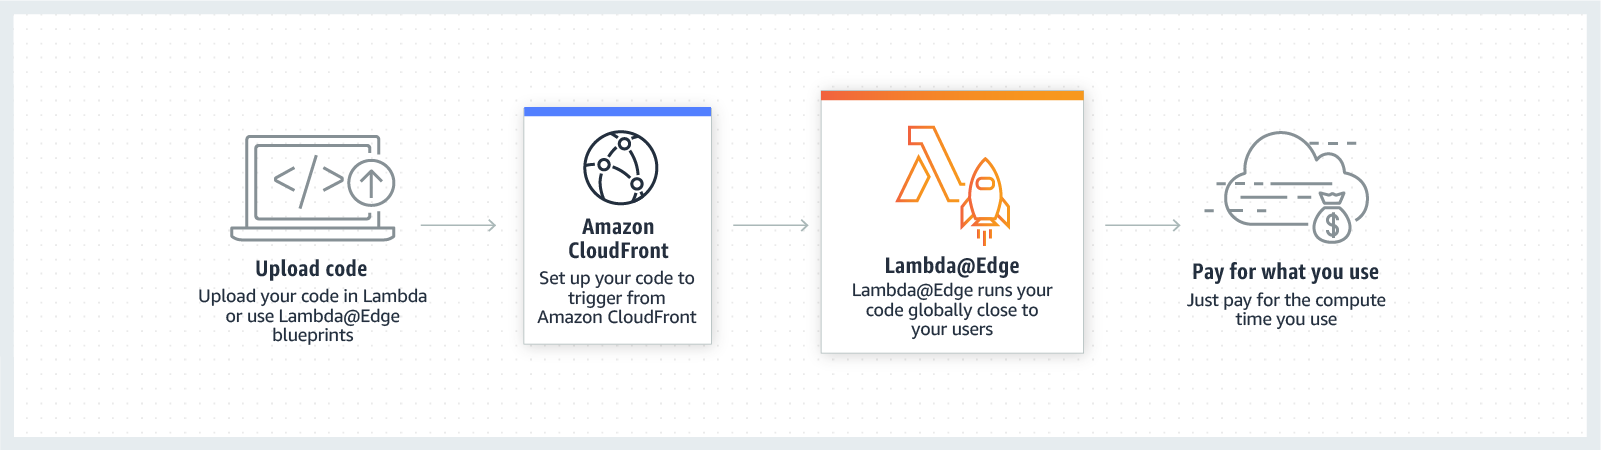 Upload code
Upload your code in Lambda
or use Lambda@Edge
blueprints
Amazon
CloudFront
Set up your code to
trigger from
Amazon CloudFront
Lambda@Edge
Lambda@Edge runs your
code globally close to
your users
Pay for what you use
Just pay for the compute
time you use